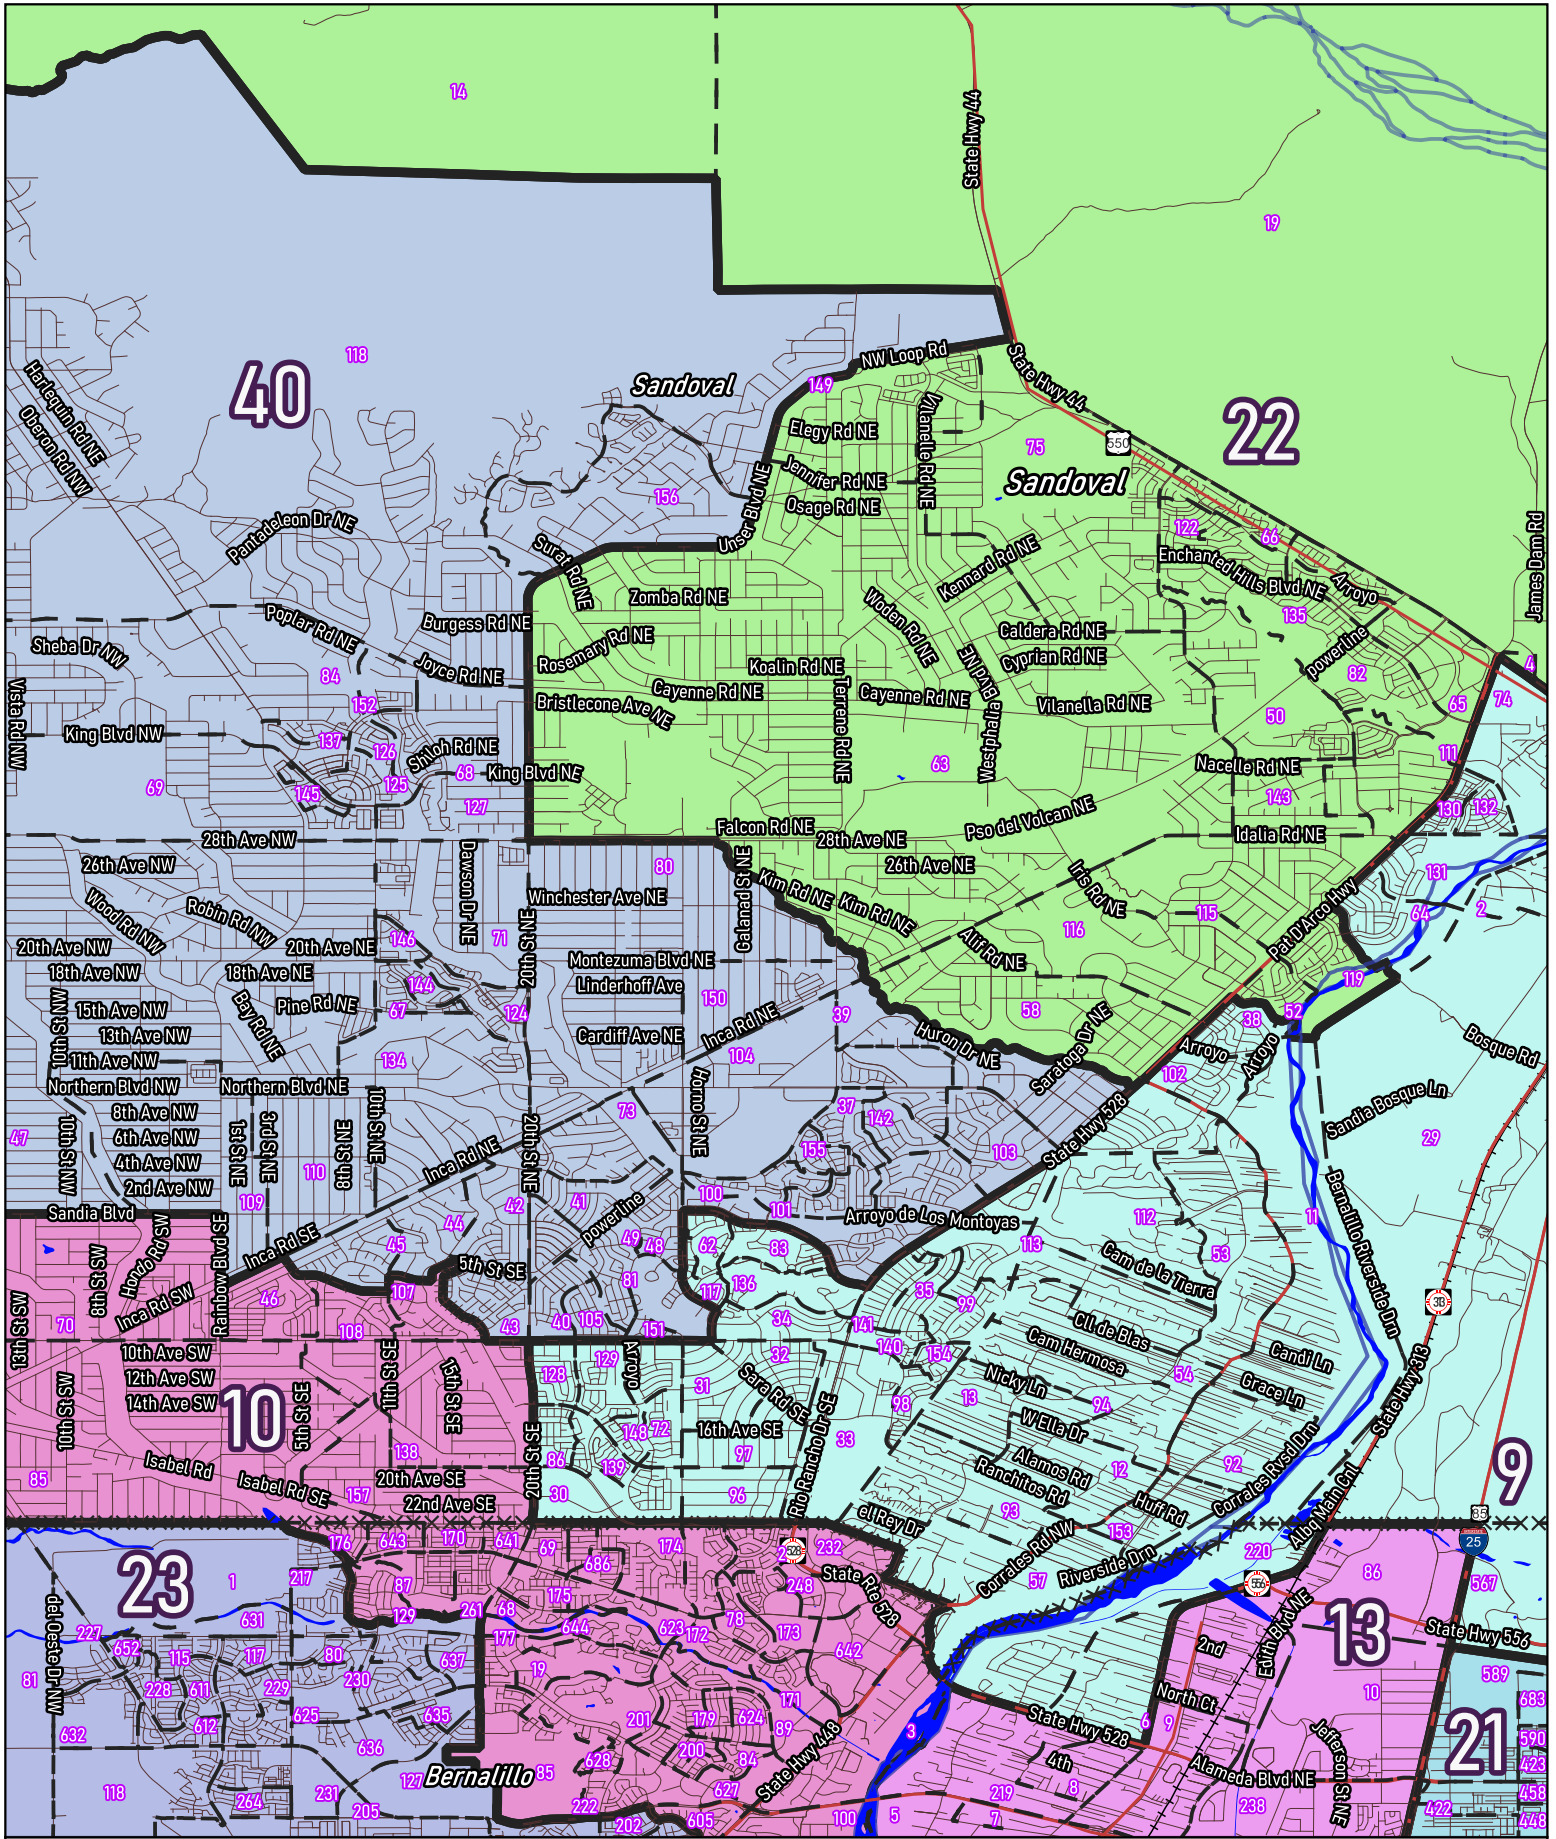 14
State Hwy 44
19
118
40
Harlequin Rd NE
Oberon Rd NW
Sandoval
149
NW Loop Rd
State Hwy 44
22
Elegy Rd NE
Vilanelle Rd NE
75
550
Jennifer Rd NE
Sandoval
156
Osage Rd NE
Unser Blvd NE
Pantadeleon Dr NE
122
66
James Dam Rd
Surat Rd NE
Kennard Rd NE
Enchanted Hills Blvd NE
Arroyo
Zomba Rd NE
Woden Rd NE
135
Poplar Rd NE
Burgess Rd NE
Caldera Rd NE
Sheba Dr NW
Rosemary Rd NE
Cyprian Rd NE
powerline
Joyce Rd NE
Koalin Rd NE
4
84
82
Vista Rd NW
Cayenne Rd NE
Cayenne Rd NE
Westphalia Blvd NE
74
152
Bristlecone Ave NE
Terrene Rd NE
Vilanella Rd NE
65
50
King Blvd NW
137
126
Shiloh Rd NE
111
68
King Blvd NE
63
Nacelle Rd NE
69
145
125
127
143
130
132
Pso del Volcan NE
28th Ave NW
Falcon Rd NE
28th Ave NE
Idalia Rd NE
26th Ave NW
80
26th Ave NE
131
Dawson Dr NE
Galenad St NE
Kim Rd NE
Kim Rd NE
Iris Rd NE
Winchester Ave NE
Wood Rd NW
Robin Rd NW
115
Pat D'Arco Hwy
64
2
20th Ave NW
20th Ave NE
146
71
20th St NE
116
Alif Rd NE
18th Ave NW
18th Ave NE
Montezuma Blvd NE
144
Linderhoff Ave
119
15th Ave NW
Bay Rd NE
Pine Rd NE
67
124
150
39
58
52
38
10th St NW
13th Ave NW
Cardiff Ave NE
Inca Rd NE
Huron Dr NE
Saratoga Dr NE
Arroyo
Arroyo
Bosque Rd
11th Ave NW
134
104
102
Northern Blvd NW
Northern Blvd NE
Sandia Bosque Ln
8th Ave NW
73
37
142
State Hwy 528
47
10th St NW
6th Ave NW
1st St NE
3rd St NE
8th St NE
10th St NE
20th St NE
Horno St NE
29
4th Ave NW
Inca Rd NE
155
103
110
2nd Ave NW
109
42
41
100
101
Bernalillo Riverside Drn
Sandia Blvd
44
powerline
Arroyo de Los Montoyas
112
11
Hondo Rd SW
Rainbow Blvd SE
Inca Rd SE
45
49
48
62
83
113
53
8th St SW
5th St SE
Cam de la Tierra
81
136
46
107
117
35
99
313
13th St SW
70
Inca Rd SW
108
43
40
105
151
34
141
Cll de Blas
140
154
Cam Hermosa
Candi Ln
10th Ave SW
11th St SE
15th St SE
129
Arroyo
32
State Hwy 313
12th Ave SW
128
31
Sara Rd SE
Nicky Ln
13
54
Grace Ln
10th St SW
14th Ave SW
10
5th St SE
98
94
148
72
16th Ave SE
W Ella Dr
33
138
86
139
97
Rio Rancho Dr SE
Alamos Rd
12
92
9
Isabel Rd
20th Ave SE
Ranchitos Rd
85
Isabel Rd SE
157
22nd Ave SE
20th St SE
30
96
93
Huff Rd
Corrales Rvsd Drn
Albq Main Cnl
el Rey Dr
153
85
176
643
170
641
69
686
174
528
232
Corrales Rd NW
220
25
23
1
217
87
175
248
State Rte 528
57
Riverside Drn
556
86
567
631
129
261
68
78
del Oeste Dr NW
227
652
177
644
623
172
173
642
2nd
Edith Blvd NE
13
State Hwy 556
115
117
80
637
81
228
611
229
230
19
171
North Ct
10
589
683
612
625
635
201
179
624
89
3
6
9
State Hwy 528
Jefferson St NE
21
590
632
636
628
200
84
4th
127
Bernalillo
85
Alameda Blvd NE
423
118
264
231
205
222
627
State Hwy 448
219
8
458
202
605
100
5
7
238
422
448